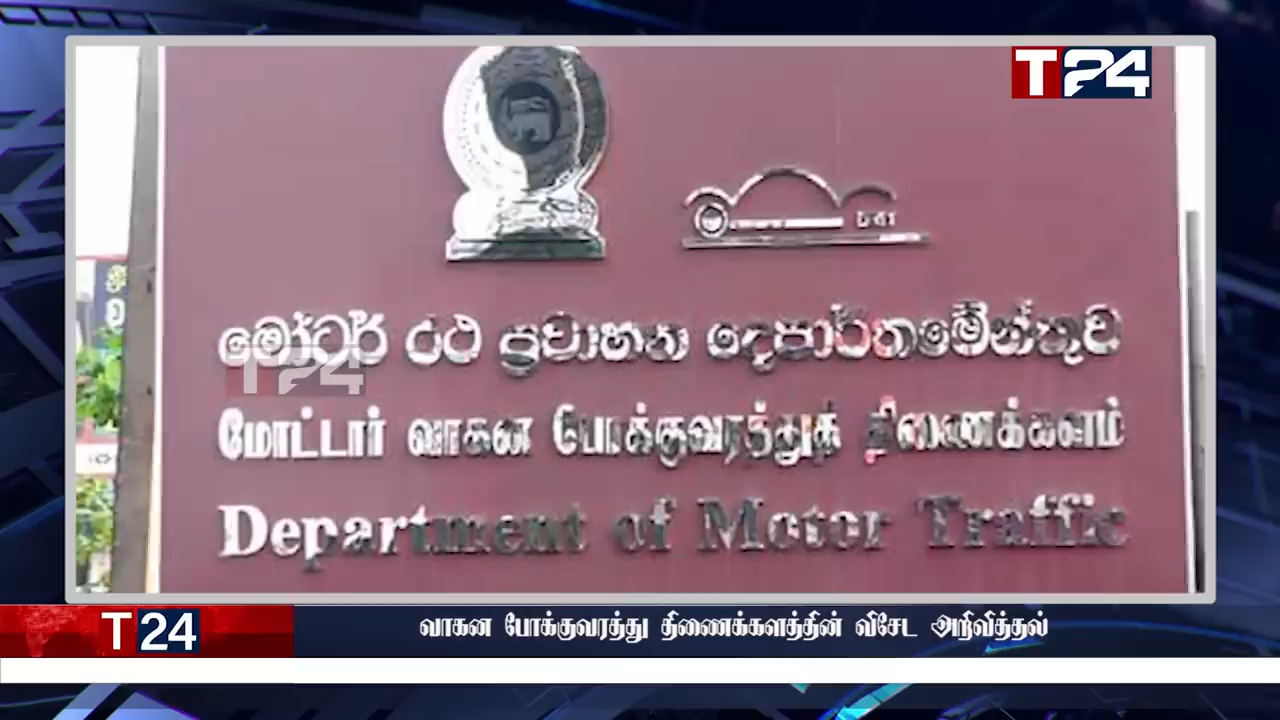 T24
මෝටර් රථ ප්‍රවාහන දෙපාර්තමේන්තුව
T24
மோட்டார் வாகன போக்குவரத்துத் திணைக்களம்
Department of Motor Traffic
T24
வாகன போக்குவரத்து திணைக்களத்தின் விசேட அறிவித்தல்